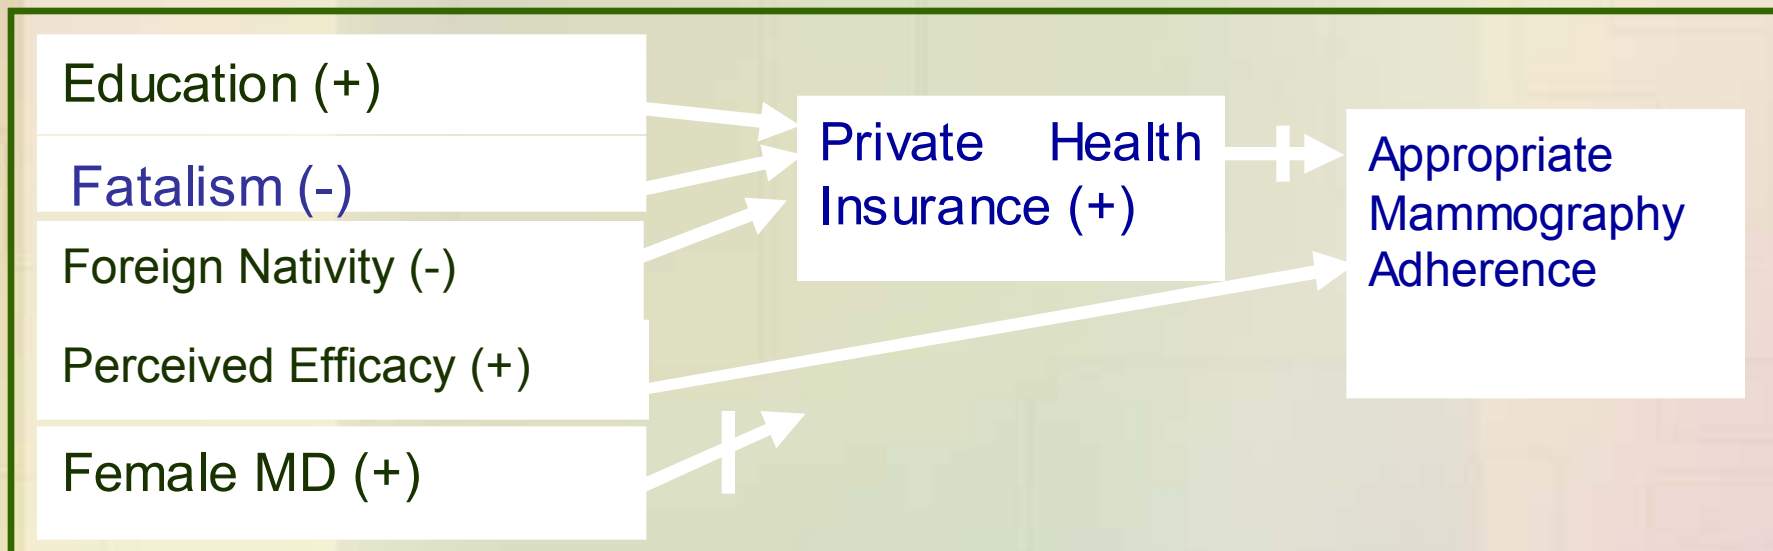 Education (+)
Fatalism (-)
Foreign Nativity (-)
Perceived Efficacy (+)
Female MD (+)
Private Health
Insurance (+)
Appropriate
Mammography
Adherence